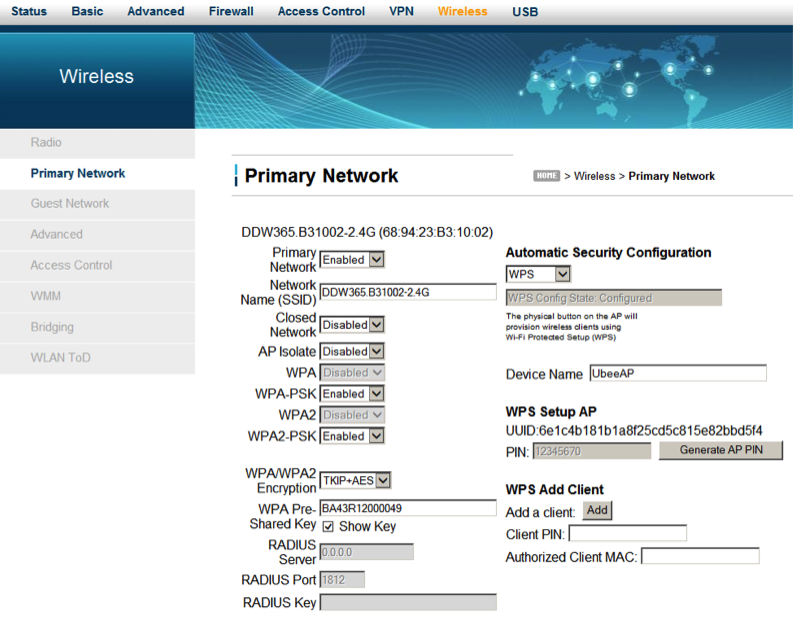 Status Basic Advanced Firewall Access Control VPN Wireless USB
Wireless
Radio
Primary Network
Guest Network
Advanced
Access Control
WMM
Bridging
WLAN ToD
Primary Network
HOME > Wireless > Primary Network
DDW365.B31002-2.4G (68:94:23:B3:10:02)
Primary Network Enabled
Network Name (SSID) DDW365.B31002-2.4G
Closed Network Disabled
AP Isolate Disabled
WPA Disabled
WPA-PSK Enabled
WPA2 Disabled
WPA2-PSK Enabled
WPA/WPA2 Encryption TKIP+AES
WPA Pre-Shared Key BA43R12000049
Show Key
RADIUS Server 0.0.0.0
RADIUS Port 1812
RADIUS Key
Automatic Security Configuration
WPS
WPS Config State: Configured
The physical button on the AP will
provision wireless clients using
Wi-Fi Protected Setup (WPS)
Device Name UbeeAP
WPS Setup AP
UUID:6e1c4b181b1a8f25cd5c815e82bbd5f4
PIN: 12345670 Generate AP PIN
WPS Add Client
Add a client: Add
Client PIN:
Authorized Client MAC: